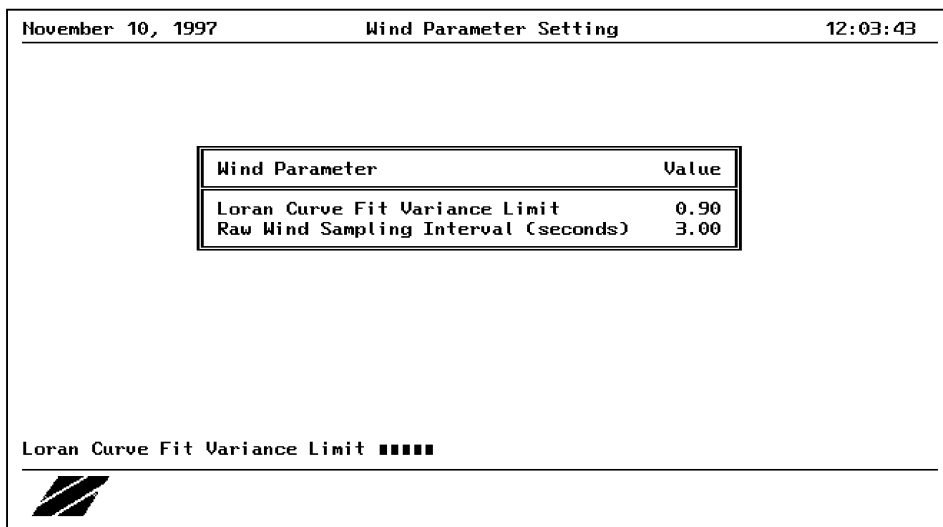 November 10, 1997 Wind Parameter Setting 12:03:43
Wind Parameter Value
Loran Curve Fit Variance Limit 0.90
Raw Wind Sampling Interval (seconds) 3.00
Loran Curve Fit Variance Limit ∎∎∎∎∎